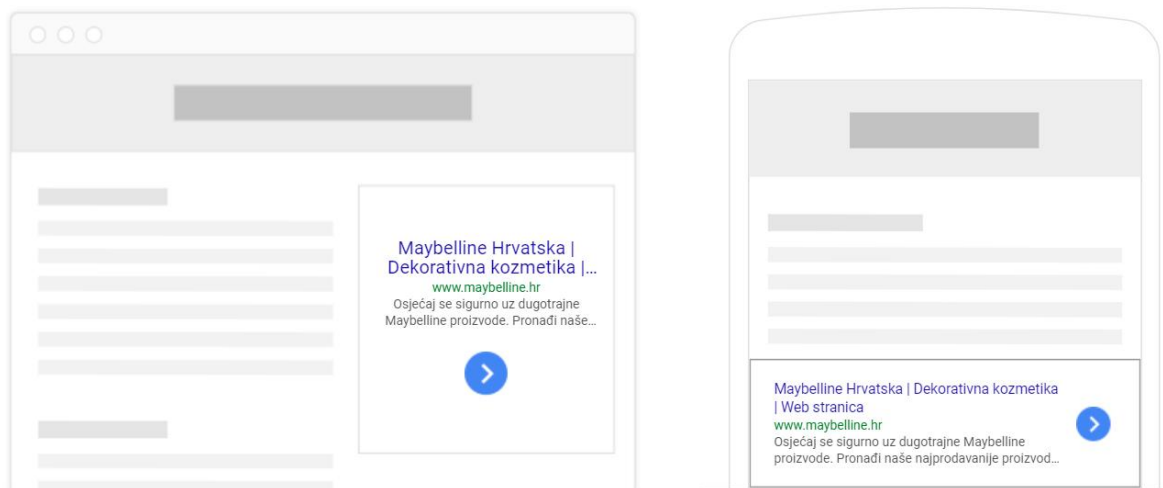 Maybelline Hrvatska |
Dekorativna kozmetika |...
www.maybelline.hr
Osjećaj se sigurno uz dugotrajne
Maybelline proizvode. Pronađi naše...
Maybelline Hrvatska | Dekorativna kozmetika
| Web stranica
www.maybelline.hr
Osjećaj se sigurno uz dugotrajne Maybelline
proizvode. Pronađi naše najprodavanije proizvod...